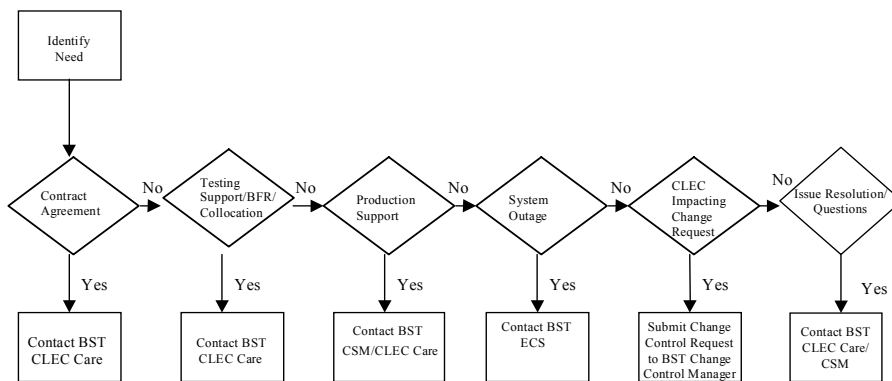 Identify
Need
Contract
Agreement
No
Testing
Support/BFR/
Collocation
No
Production
Support
No
System
Outage
No
CLEC
Impacting
Change
Request
No
Issue Resolution/
Questions
Yes
Yes
Yes
Yes
Yes
Yes
Contact BST
CLEC Care
Contact BST
CLEC Care
Contact BST
CSM/CLEC Care
Contact BST
ECS
Submit Change
Control Request
to BST Change
Control Manager
Contact BST
CLEC Care/
CSM